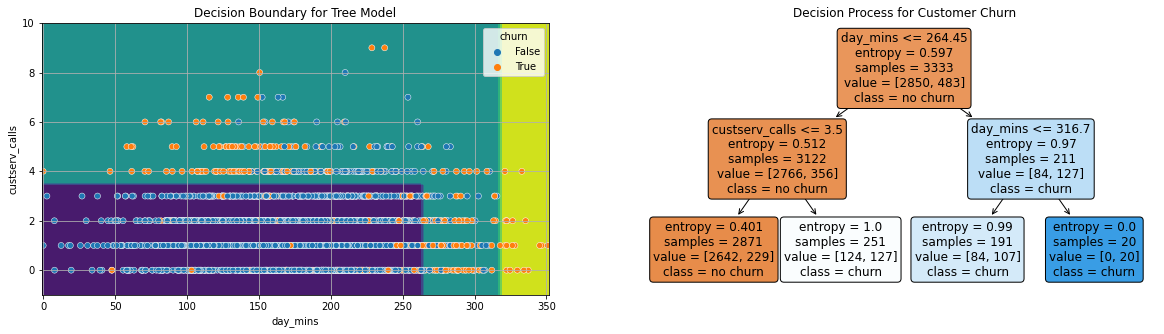 Decision Boundary for Tree Model
10
8
6
4
2
0
custserv_calls
0
50
100
150
200
250
300
350
day_mins
churn
False
True
Decision Process for Customer Churn
day_mins <= 264.45
entropy = 0.597
samples = 3333
value = [2850, 483]
class = no churn
custserv_calls <= 3.5
entropy = 0.512
samples = 3122
value = [2766, 356]
class = no churn
day_mins <= 316.7
entropy = 0.97
samples = 211
value = [84, 127]
class = churn
entropy = 0.401
samples = 2871
value = [2642, 229]
class = no churn
entropy = 1.0
samples = 251
value = [124, 127]
class = churn
entropy = 0.99
samples = 191
value = [84, 107]
class = churn
entropy = 0.0
samples = 20
value = [0, 20]
class = churn